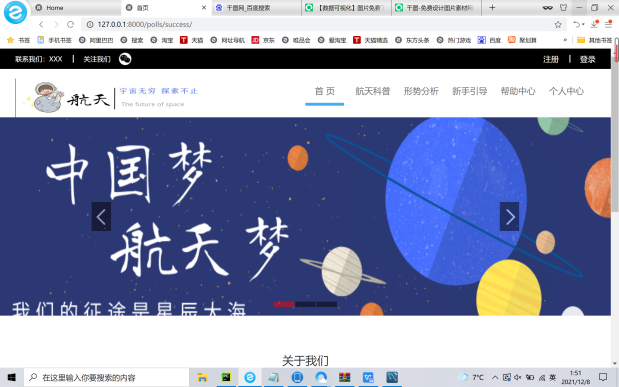 Home
首页
千图网_百度搜索
【数据可视化】图片免费下
千图-免费设计图片素材网
127.0.0.1:8000/polls/success/
书签 手机书签 阿里巴巴 搜索 淘宝 天猫 网址导航 京东 唯品会 爱淘宝 天猫精选 东方头条 热门游戏 百度 聚划算 » 其他书签
联系我们：XXX | 关注我们 注册 | 登录
航天
宇宙无穷 探索不止
The future of space
首 页 航天科普 形势分析 新手引导 帮助中心 个人中心
中国梦
航天梦
我们的征途是星辰大海
关于我们
在这里输入你要搜索的内容
7°C 英
1:51
2021/12/8